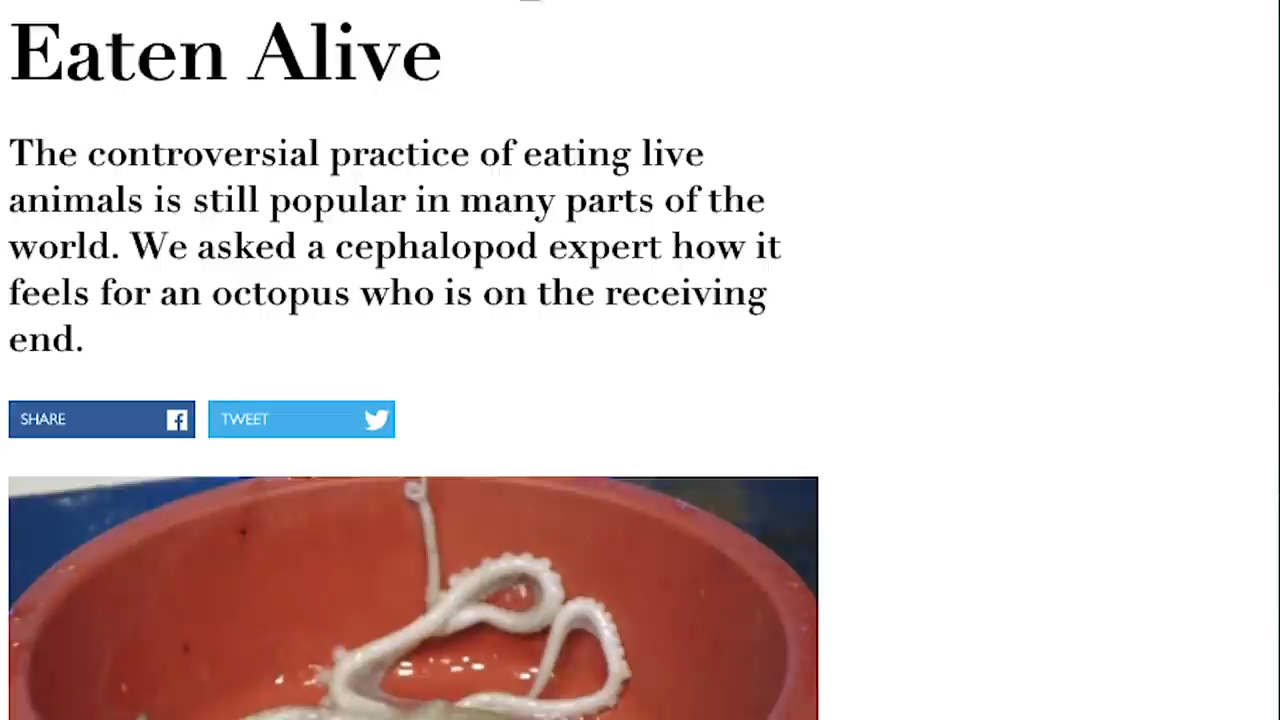 Eaten Alive
The controversial practice of eating live
animals is still popular in many parts of the
world. We asked a cephalopod expert how it
feels for an octopus who is on the receiving
end.
SHARE
TWEET